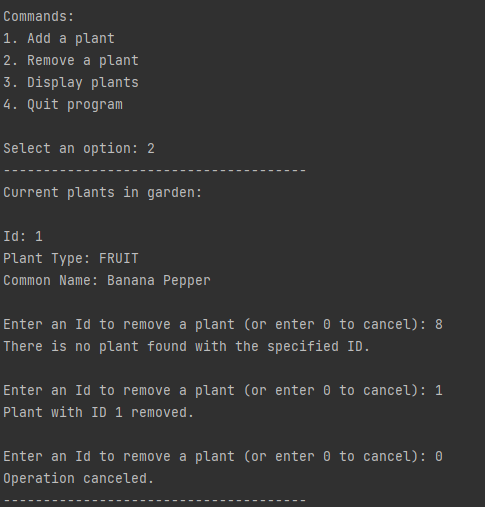 Commands:
1. Add a plant
2. Remove a plant
3. Display plants
4. Quit program
Select an option: 2
--------------------------------------
Current plants in garden:
Id: 1
Plant Type: FRUIT
Common Name: Banana Pepper
Enter an Id to remove a plant (or enter 0 to cancel): 8
There is no plant found with the specified ID.
Enter an Id to remove a plant (or enter 0 to cancel): 1
Plant with ID 1 removed.
Enter an Id to remove a plant (or enter 0 to cancel): 0
Operation canceled.
--------------------------------------